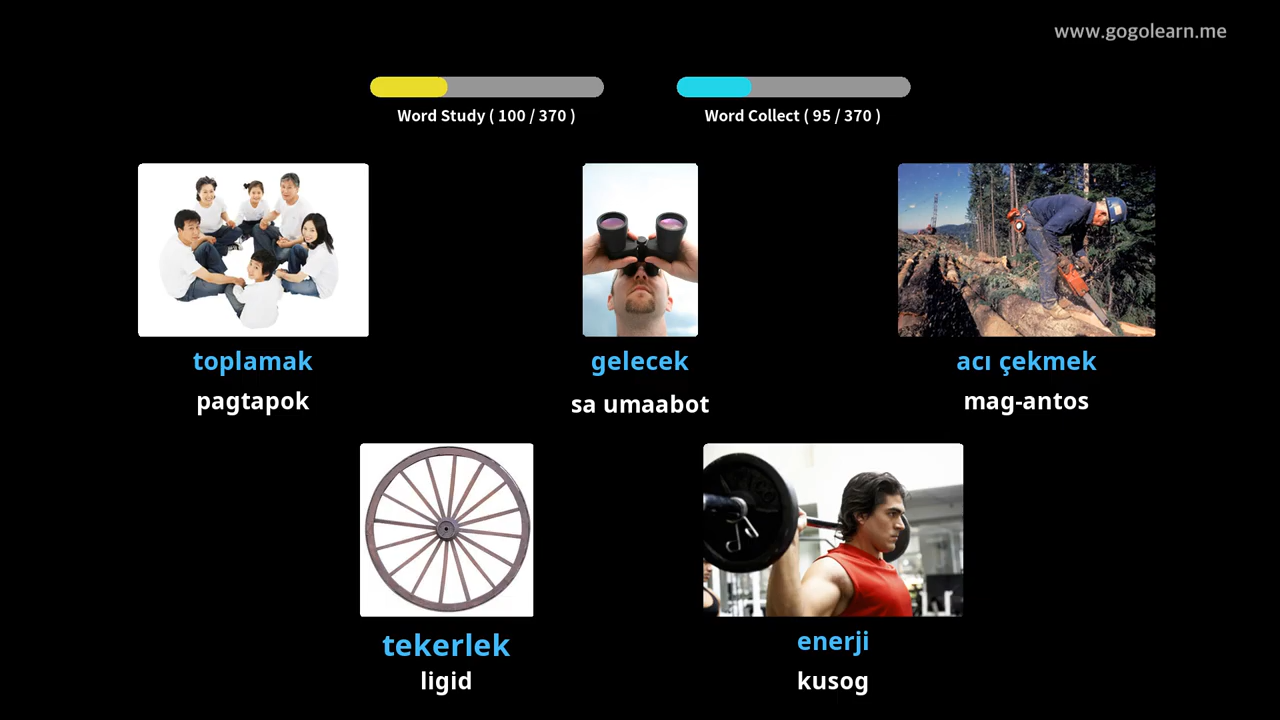 www.gogolearn.me
Word Study ( 100 / 370 )
Word Collect ( 95 / 370 )
toplamak
pagtapok
gelecek
sa umaabot
acı çekmek
mag-antos
tekerlek
ligid
enerji
kusog